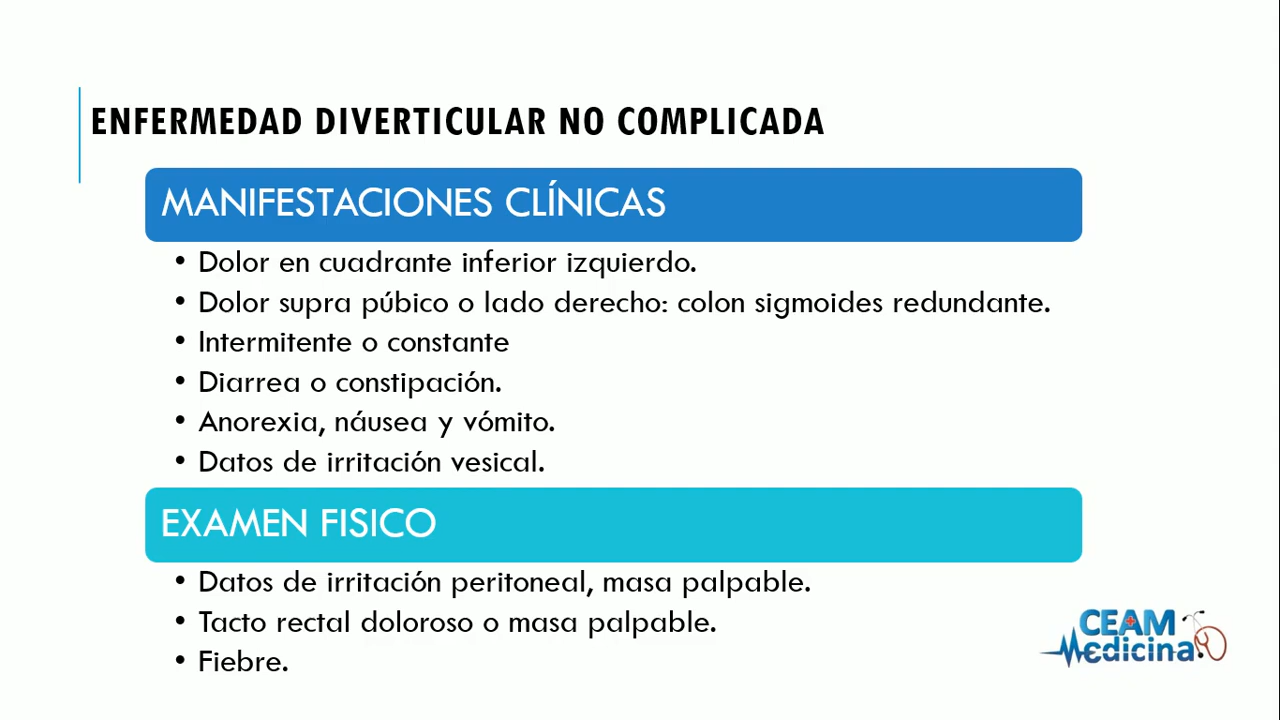 ENFERMEDAD DIVERTICULAR NO COMPLICADA
MANIFESTACIONES CLÍNICAS
• Dolor en cuadrante inferior izquierdo.
• Dolor supra púbico o lado derecho: colon sigmoides redundante.
• Intermitente o constante
• Diarrea o constipación.
• Anorexia, náusea y vómito.
• Datos de irritación vesical.
EXAMEN FISICO
• Datos de irritación peritoneal, masa palpable.
• Tacto rectal doloroso o masa palpable.
• Fiebre.
CEAM
Medicina